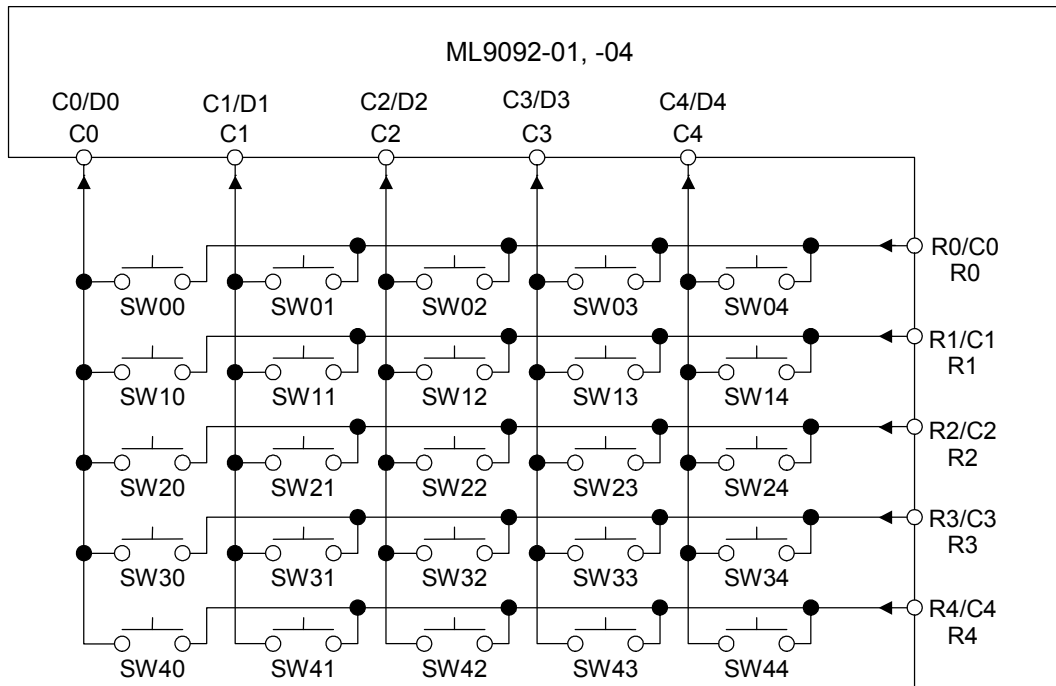 ML9092-01, -04
C0/D0 C1/D1 C2/D2 C3/D3 C4/D4
C0 C1 C2 C3 C4
R0/C0
R0
SW00 SW01 SW02 SW03 SW04
R1/C1
R1
SW10 SW11 SW12 SW13 SW14
R2/C2
R2
SW20 SW21 SW22 SW23 SW24
R3/C3
R3
SW30 SW31 SW32 SW33 SW34
R4/C4
R4
SW40 SW41 SW42 SW43 SW44